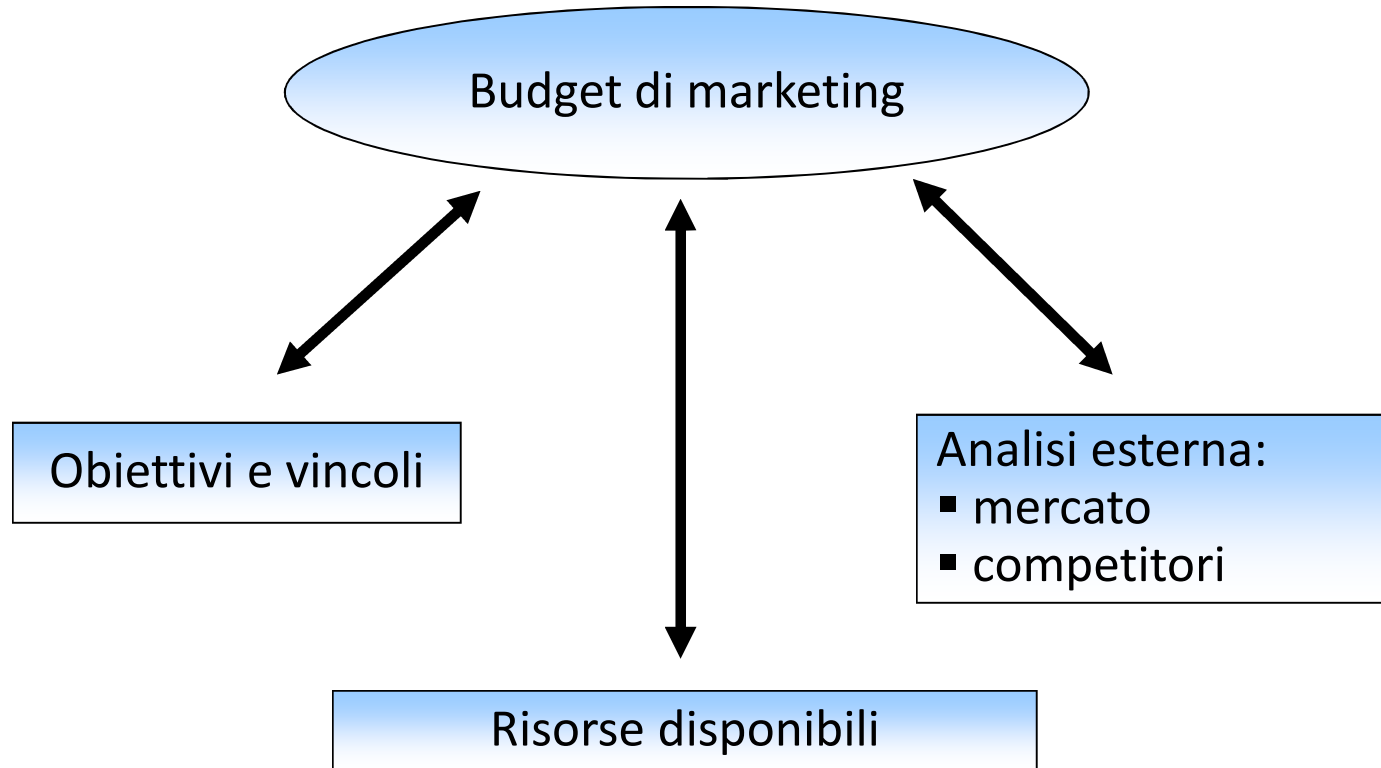 Budget di marketing
Obiettivi e vincoli
Analisi esterna:
▪ mercato
▪ competitori
Risorse disponibili